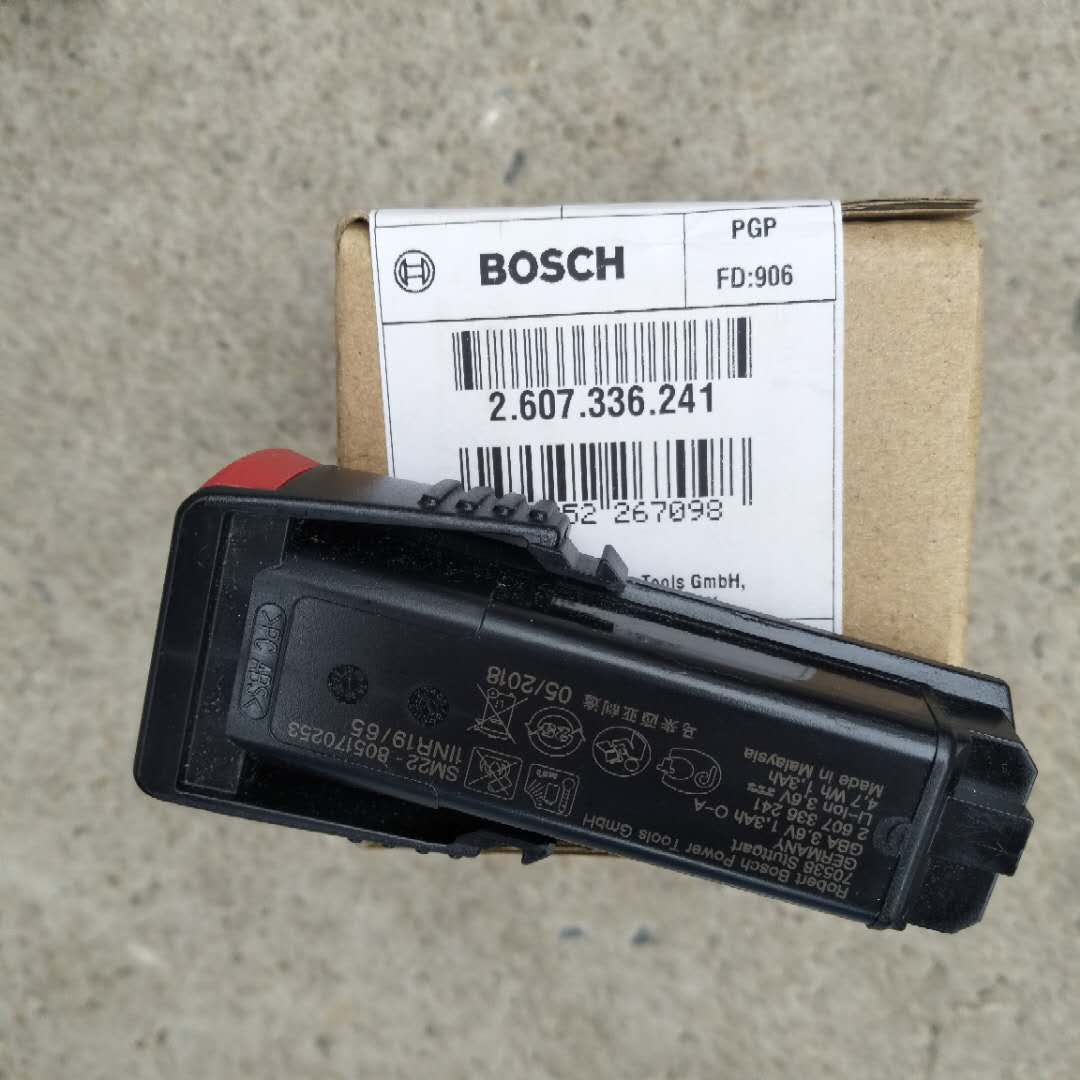 BOSCH
PGP
FD:906
2.607.336.241
52 267098
Tools GmbH,
Robert Bosch Power Tools GmbH
70538 Stuttgart
GERMANY
GBA 3.6V 1,3Ah O-A
2 607 336 241
Li-Ion 3.6V
4.7 Wh 1,3Ah
Made in Malaysia
马来西亚制造 05/2018
SM22-B05170253
1INR19/65
>PC ABS<